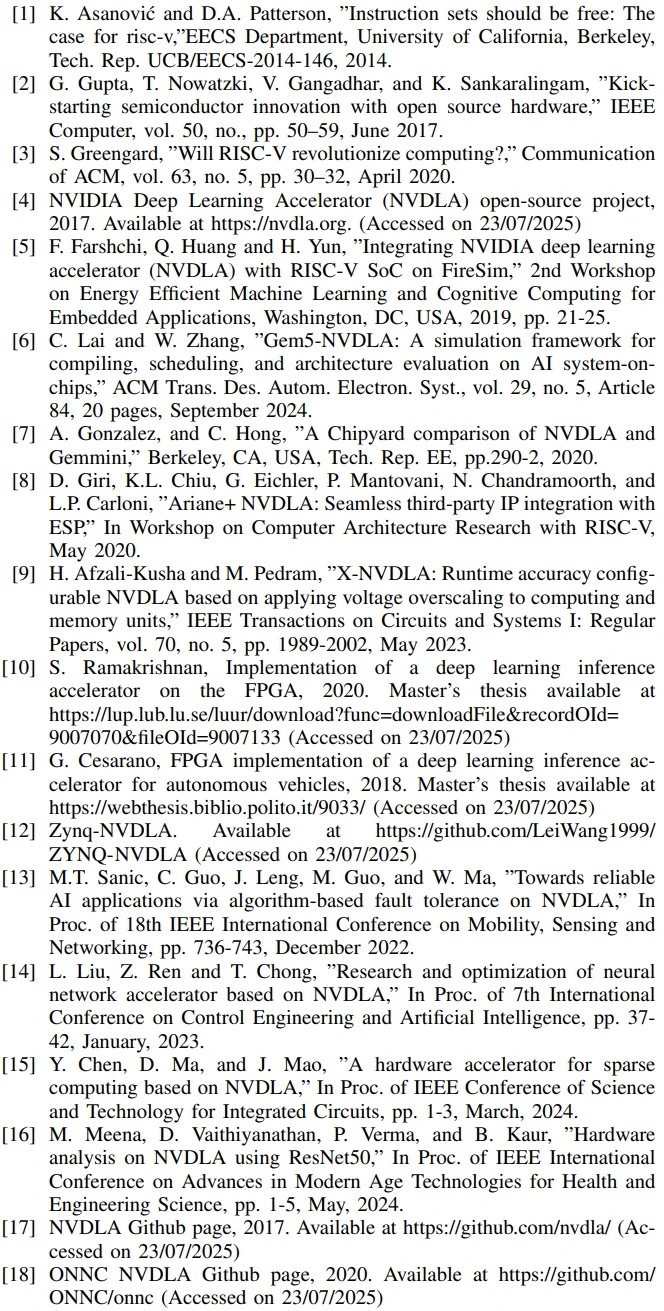 [1] K. Asanović and D.A. Patterson, ”Instruction sets should be free: The
case for risc-v,”EECS Department, University of California, Berkeley,
Tech. Rep. UCB/EECS-2014-146, 2014.
[2] G. Gupta, T. Nowatzki, V. Gangadhar, and K. Sankaralingam, ”Kick-
starting semiconductor innovation with open source hardware,” IEEE
Computer, vol. 50, no., pp. 50–59, June 2017.
[3] S. Greengard, ”Will RISC-V revolutionize computing?,” Communication
of ACM, vol. 63, no. 5, pp. 30–32, April 2020.
[4] NVIDIA Deep Learning Accelerator (NVDLA) open-source project,
2017. Available at https://nvdla.org. (Accessed on 23/07/2025)
[5] F. Farshchi, Q. Huang and H. Yun, ”Integrating NVIDIA deep learning
accelerator (NVDLA) with RISC-V SoC on FireSim,” 2nd Workshop
on Energy Efficient Machine Learning and Cognitive Computing for
Embedded Applications, Washington, DC, USA, 2019, pp. 21-25.
[6] C. Lai and W. Zhang, ”Gem5-NVDLA: A simulation framework for
compiling, scheduling, and architecture evaluation on AI system-on-
chips,” ACM Trans. Des. Autom. Electron. Syst., vol. 29, no. 5, Article
84, 20 pages, September 2024.
[7] A. Gonzalez, and C. Hong, ”A Chipyard comparison of NVDLA and
Gemmini,” Berkeley, CA, USA, Tech. Rep. EE, pp.290-2, 2020.
[8] D. Giri, K.L. Chiu, G. Eichler, P. Mantovani, N. Chandramoorth, and
L.P. Carloni, ”Ariane+ NVDLA: Seamless third-party IP integration with
ESP,” In Workshop on Computer Architecture Research with RISC-V,
May 2020.
[9] H. Afzali-Kusha and M. Pedram, ”X-NVDLA: Runtime accuracy config-
urable NVDLA based on applying voltage overscaling to computing and
memory units,” IEEE Transactions on Circuits and Systems I: Regular
Papers, vol. 70, no. 5, pp. 1989-2002, May 2023.
[10] S. Ramakrishnan, Implementation of a deep learning inference
accelerator on the FPGA, 2020. Master’s thesis available at
https://lup.lub.lu.se/luur/download?func=downloadFile&recordOId=
9007070&fileOId=9007133 (Accessed on 23/07/2025)
[11] G. Cesarano, FPGA implementation of a deep learning inference ac-
celerator for autonomous vehicles, 2018. Master’s thesis available at
https://webthesis.biblio.polito.it/9033/ (Accessed on 23/07/2025)
[12] Zynq-NVDLA. Available at https://github.com/LeiWang1999/
ZYNQ-NVDLA (Accessed on 23/07/2025)
[13] M.T. Sanic, C. Guo, J. Leng, M. Guo, and W. Ma, ”Towards reliable
AI applications via algorithm-based fault tolerance on NVDLA,” In
Proc. of 18th IEEE International Conference on Mobility, Sensing and
Networking, pp. 736-743, December 2022.
[14] L. Liu, Z. Ren and T. Chong, ”Research and optimization of neural
network accelerator based on NVDLA,” In Proc. of 7th International
Conference on Control Engineering and Artificial Intelligence, pp. 37-
42, January, 2023.
[15] Y. Chen, D. Ma, and J. Mao, ”A hardware accelerator for sparse
computing based on NVDLA,” In Proc. of IEEE Conference of Science
and Technology for Integrated Circuits, pp. 1-3, March, 2024.
[16] M. Meena, D. Vaithiyanathan, P. Verma, and B. Kaur, ”Hardware
analysis on NVDLA using ResNet50,” In Proc. of IEEE International
Conference on Advances in Modern Age Technologies for Health and
Engineering Science, pp. 1-5, May, 2024.
[17] NVDLA Github page, 2017. Available at https://github.com/nvdla/ (Ac-
cessed on 23/07/2025)
[18] ONNC NVDLA Github page, 2020. Available at https://github.com/
ONNC/onnc (Accessed on 23/07/2025)